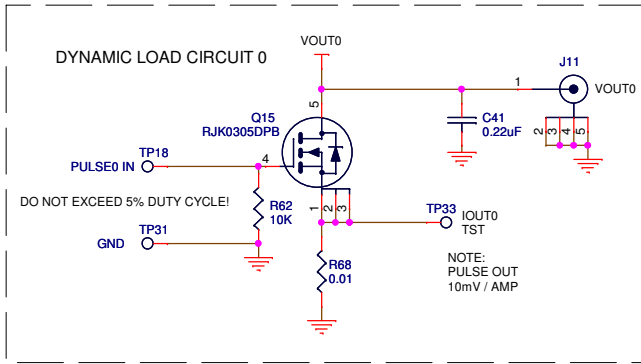 DYNAMIC LOAD CIRCUIT 0
VOUT0
J11
1
VOUT0
2
3
4
5
C41
0.22uF
Q15
RJK0305DPB
5
4
1
2
3
TP18
PULSE0 IN
DO NOT EXCEED 5% DUTY CYCLE!
R62
10K
TP31
GND
TP33
IOUT0
TST
R68
0.01
NOTE:
PULSE OUT
10mV / AMP